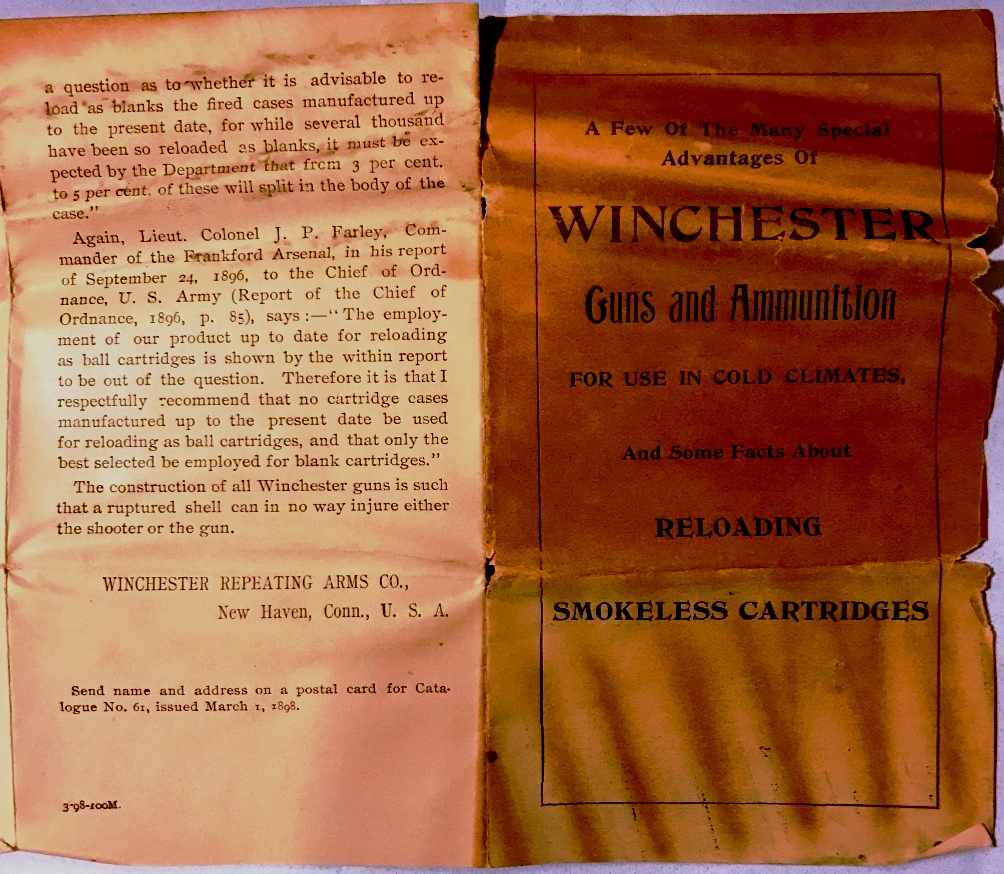 a question as to whether it is advisable to re-
load as blanks the fired cases manufactured up
to the present date, for while several thousand
have been so reloaded as blanks, it must be ex-
pected by the Department that from 3 per cent.
to 5 per cent. of these will split in the body of the
case."
Again, Lieut. Colonel J. P. Farley, Com-
mander of the Frankford Arsenal, in his report
of September 24, 1896, to the Chief of Ord-
nance, U. S. Army (Report of the Chief of
Ordnance, 1896, p. 85), says :—" The employ-
ment of our product up to date for reloading
as ball cartridges is shown by the within report
to be out of the question. Therefore it is that I
respectfully recommend that no cartridge cases
manufactured up to the present date be used
for reloading as ball cartridges, and that only the
best selected be employed for blank cartridges."
The construction of all Winchester guns is such
that a ruptured shell can in no way injure either
the shooter or the gun.
WINCHESTER REPEATING ARMS CO.,
New Haven, Conn., U. S. A.
Send name and address on a postal card for Cata-
logue No. 61, issued March 1, 1898.
3-98-100M.
A Few Of The Many Special
Advantages Of
WINCHESTER
Guns and Ammunition
FOR USE IN COLD CLIMATES,
And Some Facts About
RELOADING
SMOKELESS CARTRIDGES